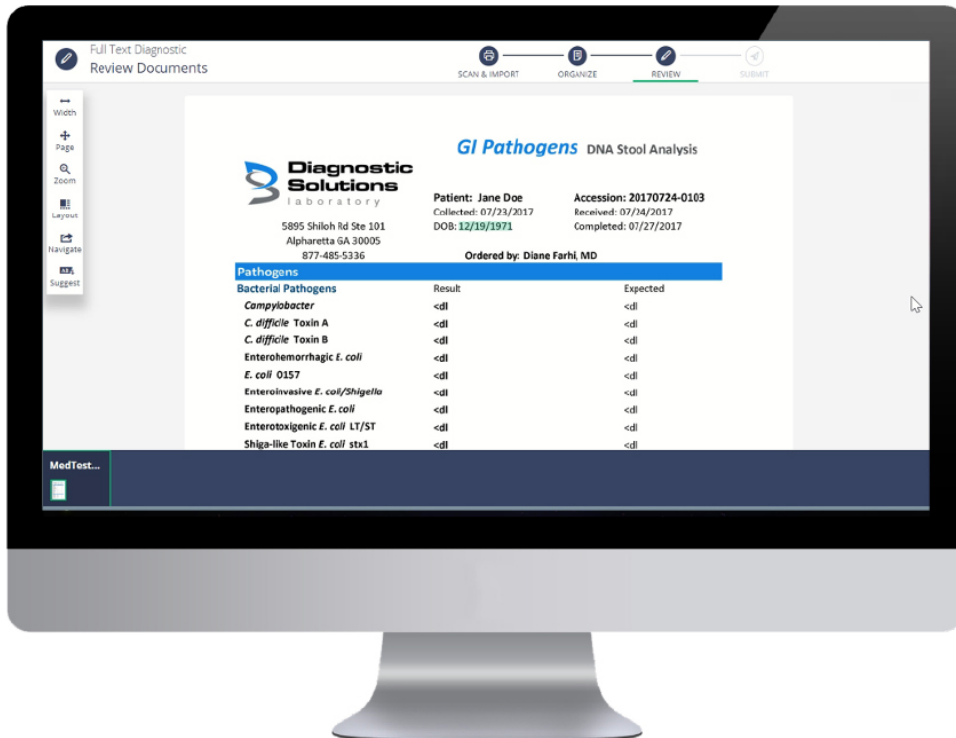 Full Text Diagnostic
Review Documents
SCAN & IMPORT
ORGANIZE
REVIEW
SUBMIT
Width
Page
Zoom
Layout
Navigate
Suggest
GI Pathogens DNA Stool Analysis
Diagnostic
Solutions
laboratory
5895 Shiloh Rd Ste 101
Alpharetta GA 30005
877-485-5336
Patient: Jane Doe
Accession: 20170724-0103
Collected: 07/23/2017
Received: 07/24/2017
DOB: 12/19/1971
Completed: 07/27/2017
Ordered by: Diane Farhi, MD
Pathogens
Bacterial Pathogens Result Expected
Campylobacter <dl <dl
C. difficile Toxin A <dl <dl
C. difficile Toxin B <dl <dl
Enterohemorrhagic E. coli <dl <dl
E. coli 0157 <dl <dl
Enteroinvasive E. coli/Shigella <dl <dl
Enteropathogenic E. coli <dl <dl
Enterotoxigenic E. coli LT/ST <dl <dl
Shiga-like Toxin E. coli stx1 <dl <dl
MedTest...